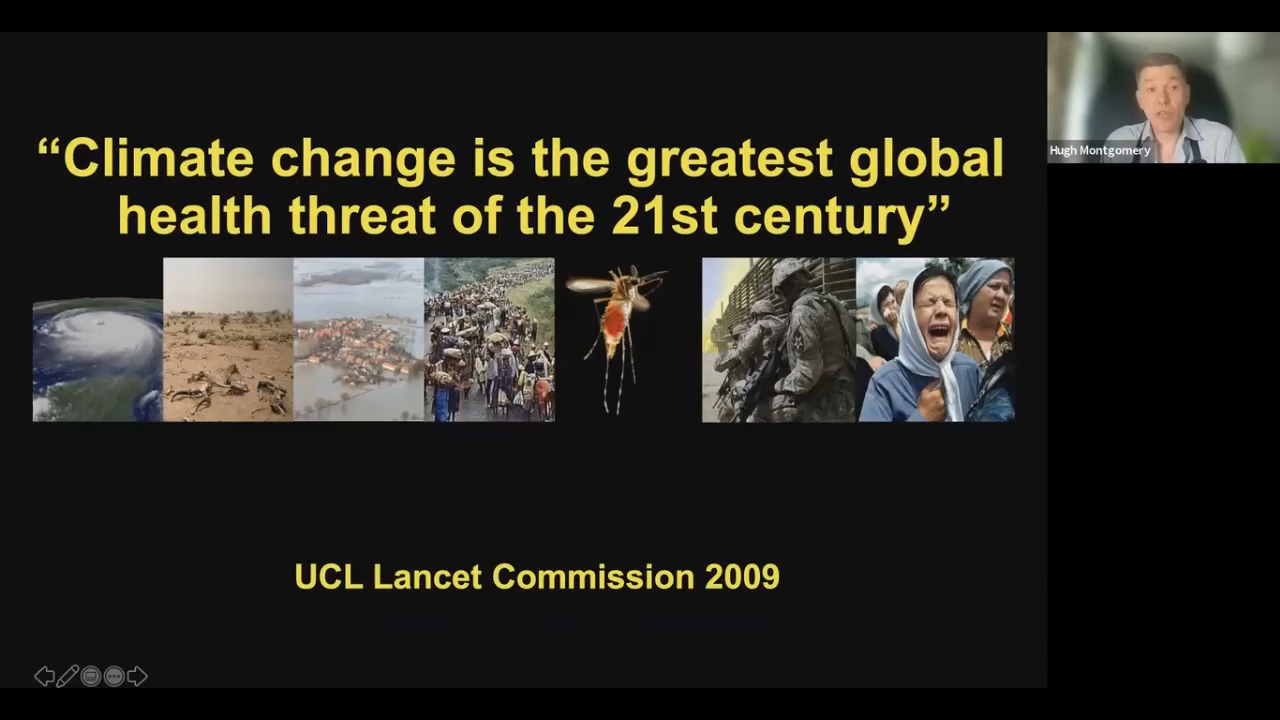 “Climate change is the greatest global
health threat of the 21st century”
UCL Lancet Commission 2009
Hugh Montgomery